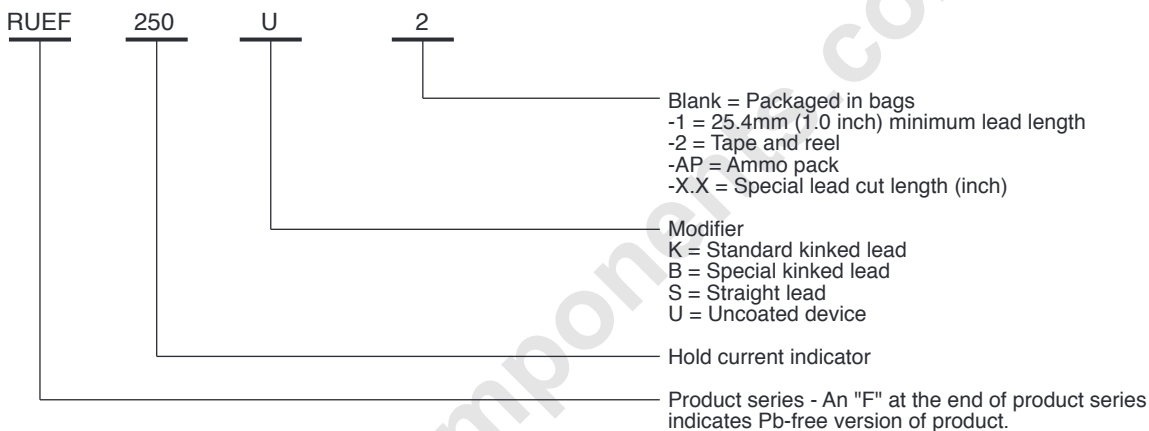 RUEF 250 U 2
Blank = Packaged in bags
-1 = 25.4mm (1.0 inch) minimum lead length
-2 = Tape and reel
-AP = Ammo pack
-X.X = Special lead cut length (inch)
Modifier
K = Standard kinked lead
B = Special kinked lead
S = Straight lead
U = Uncoated device
Hold current indicator
Product series - An "F" at the end of product series
indicates Pb-free version of product.
mponents.co